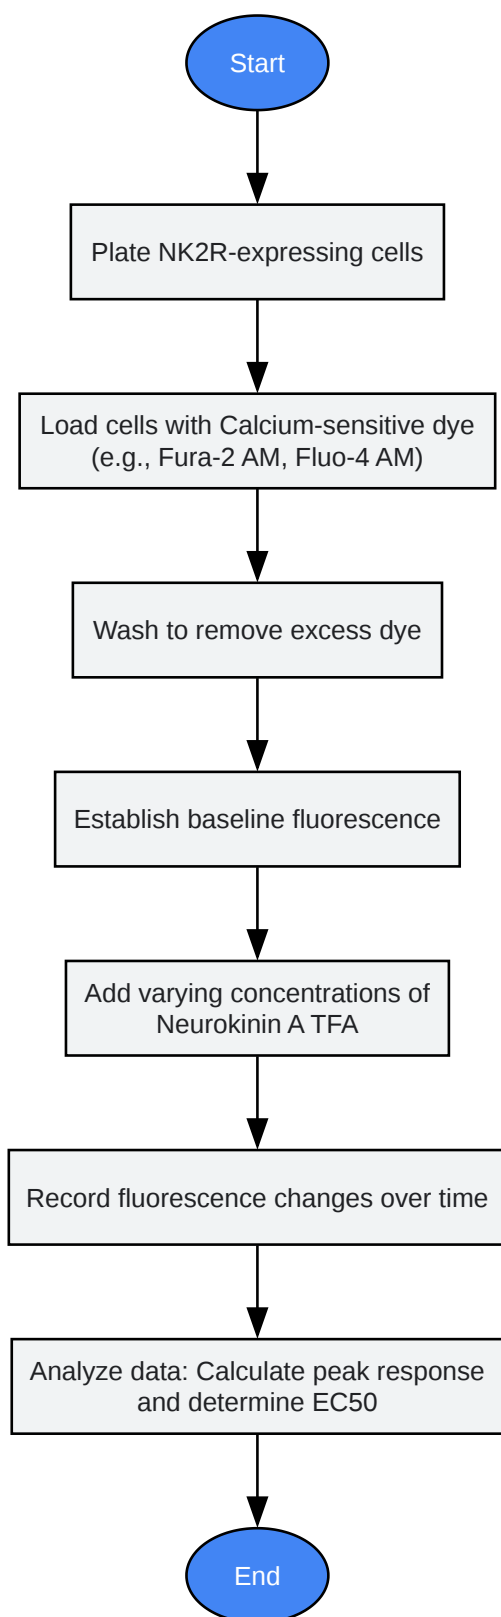 Start
Plate NK2R-expressing cells
Load cells with Calcium-sensitive dye
(e.g., Fura-2 AM, Fluo-4 AM)
Wash to remove excess dye
Establish baseline fluorescence
Add varying concentrations of
Neurokinin A TFA
Record fluorescence changes over time
Analyze data: Calculate peak response
and determine EC50
End